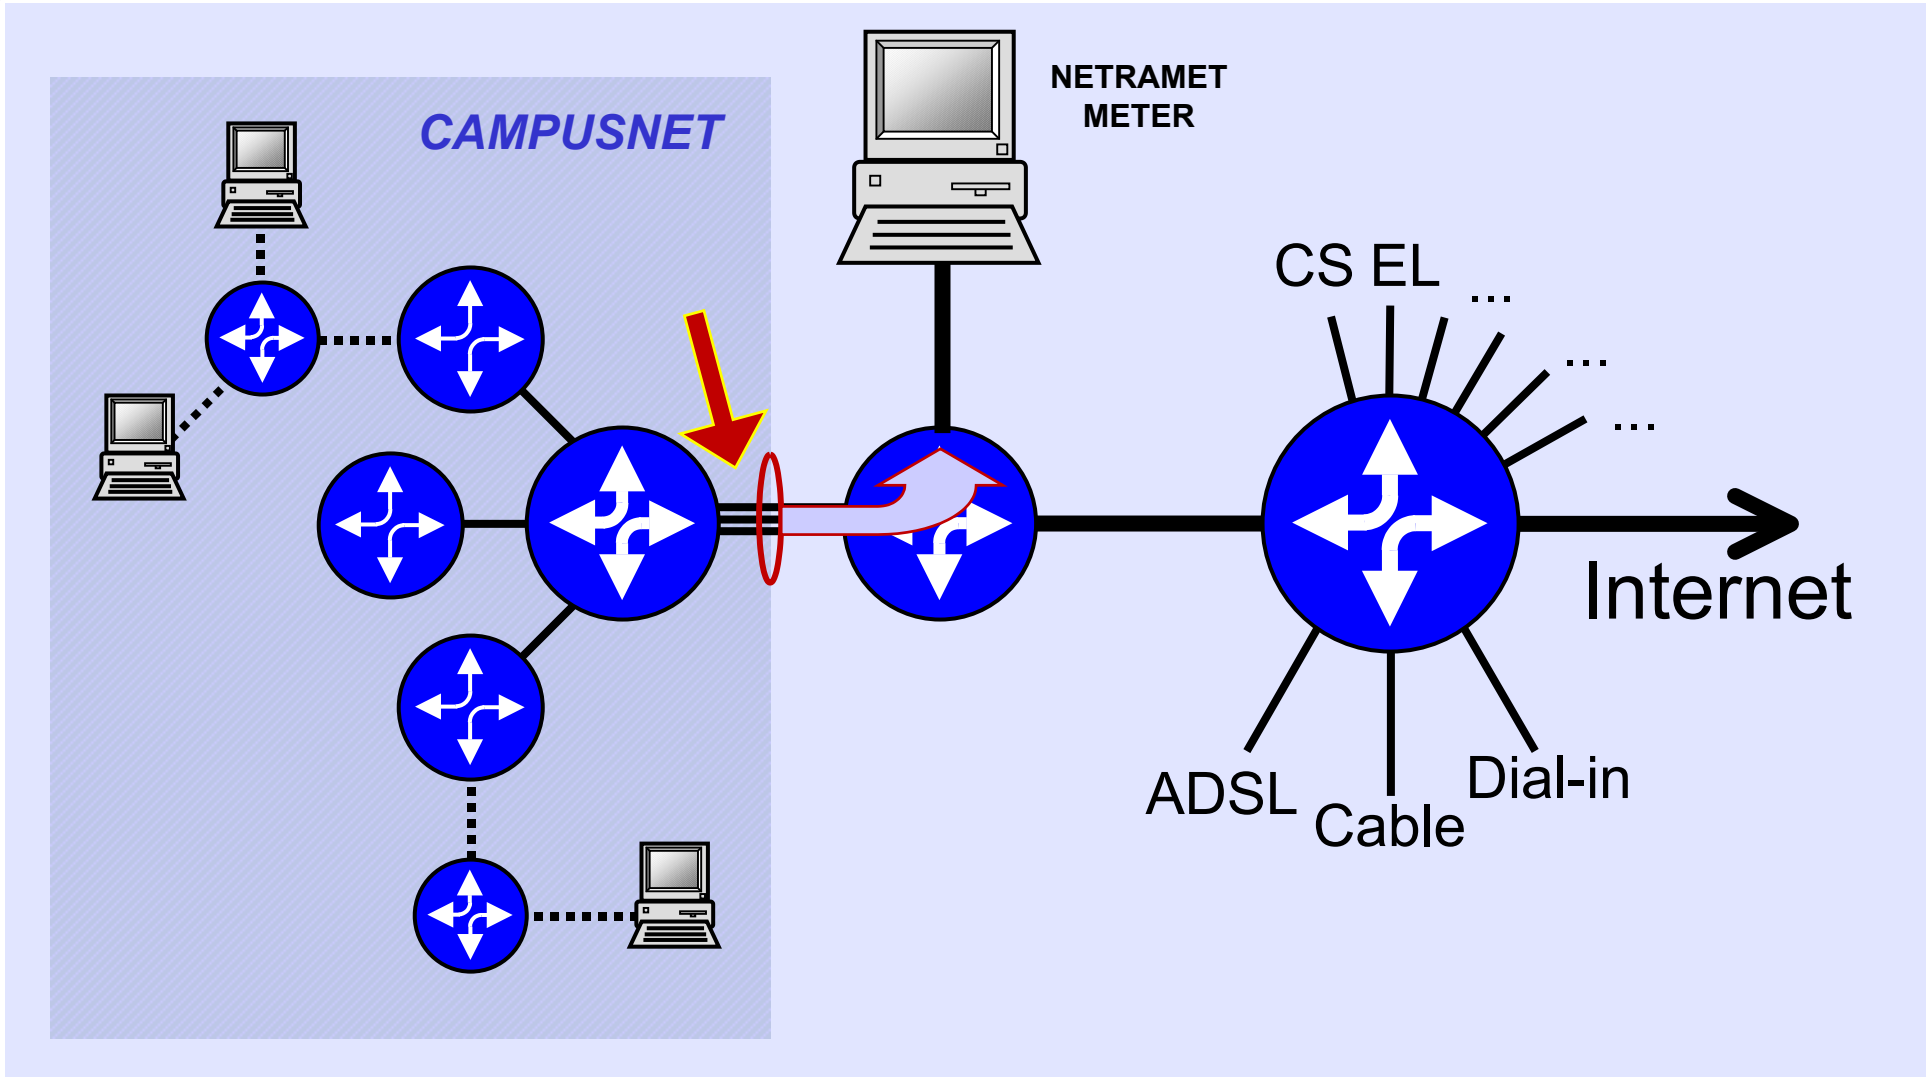 NETRAMET
METER
CAMPUSNET
CS EL ...
...
...
Internet
ADSL
Cable
Dial-in